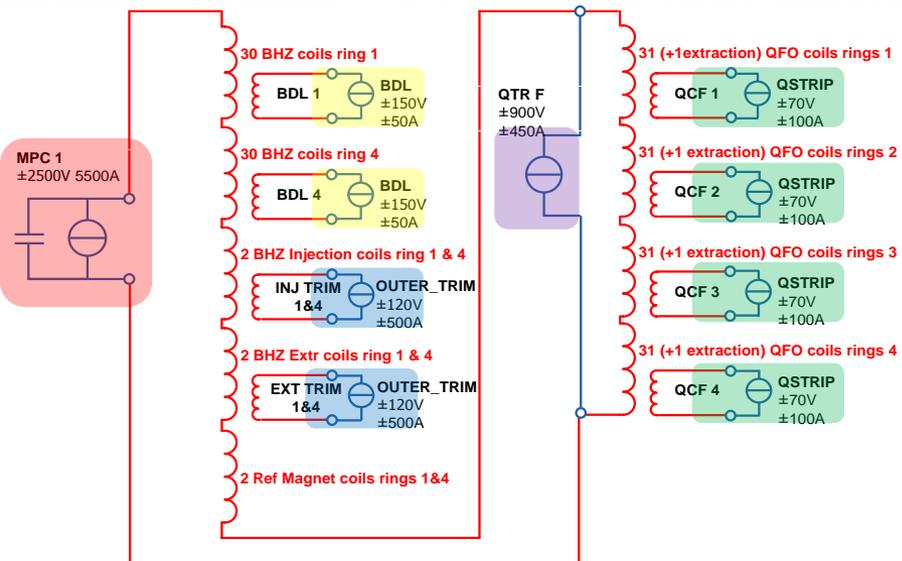 MPC 1
±2500V 5500A
30 BHZ coils ring 1
BDL 1
BDL
±150V
±50A
30 BHZ coils ring 4
BDL 4
BDL
±150V
±50A
2 BHZ Injection coils ring 1 & 4
INJ TRIM
1&4
OUTER_TRIM
±120V
±500A
2 BHZ Extr coils ring 1 & 4
EXT TRIM
1&4
OUTER_TRIM
±120V
±500A
2 Ref Magnet coils rings 1&4
QTR F
±900V
±450A
31 (+1extraction) QFO coils rings 1
QCF 1
QSTRIP
±70V
±100A
31 (+1 extraction) QFO coils rings 2
QCF 2
QSTRIP
±70V
±100A
31 (+1 extraction) QFO coils rings 3
QCF 3
QSTRIP
±70V
±100A
31 (+1 extraction) QFO coils rings 4
QCF 4
QSTRIP
±70V
±100A